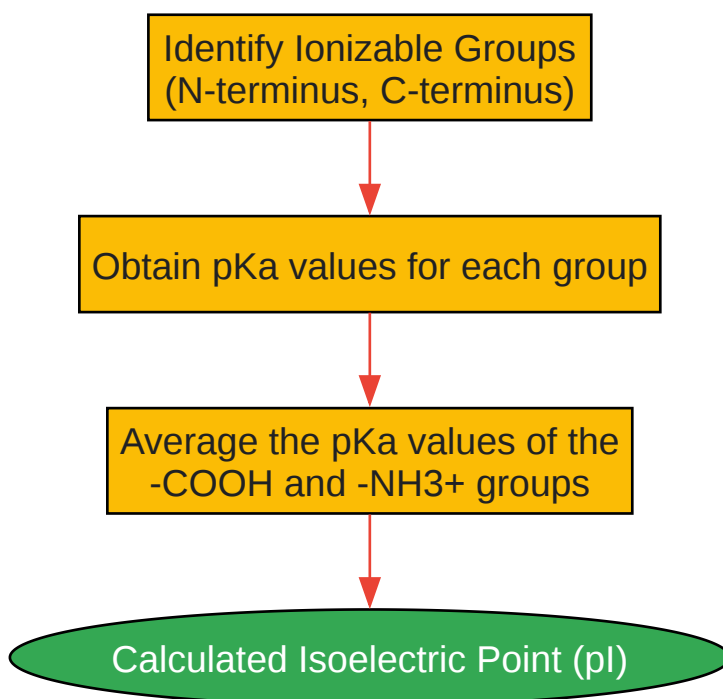 Identify Ionizable Groups
(N-terminus, C-terminus)
Obtain pKa values for each group
Average the pKa values of the
-COOH and -NH3+ groups
Calculated Isoelectric Point (pI)